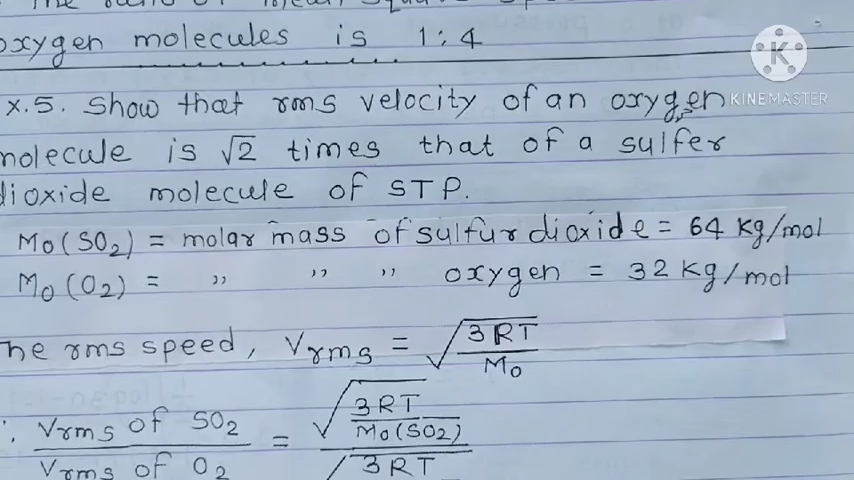 oxygen molecules is 1:4
KINEMASTER
x.5. Show that rms velocity of an oxygen
molecule is √2 times that of a sulfer
dioxide molecule of STP.
M₀(SO₂) = molar mass of sulfur dioxide = 64 kg/mol
M₀(O₂) = ,, ,, ,, oxygen = 32 kg/mol
The rms speed, Vrms = √(3RT/M₀)
∴ Vrms of SO₂ / Vrms of O₂ = √(3RT/M₀(SO₂)) / √(3RT